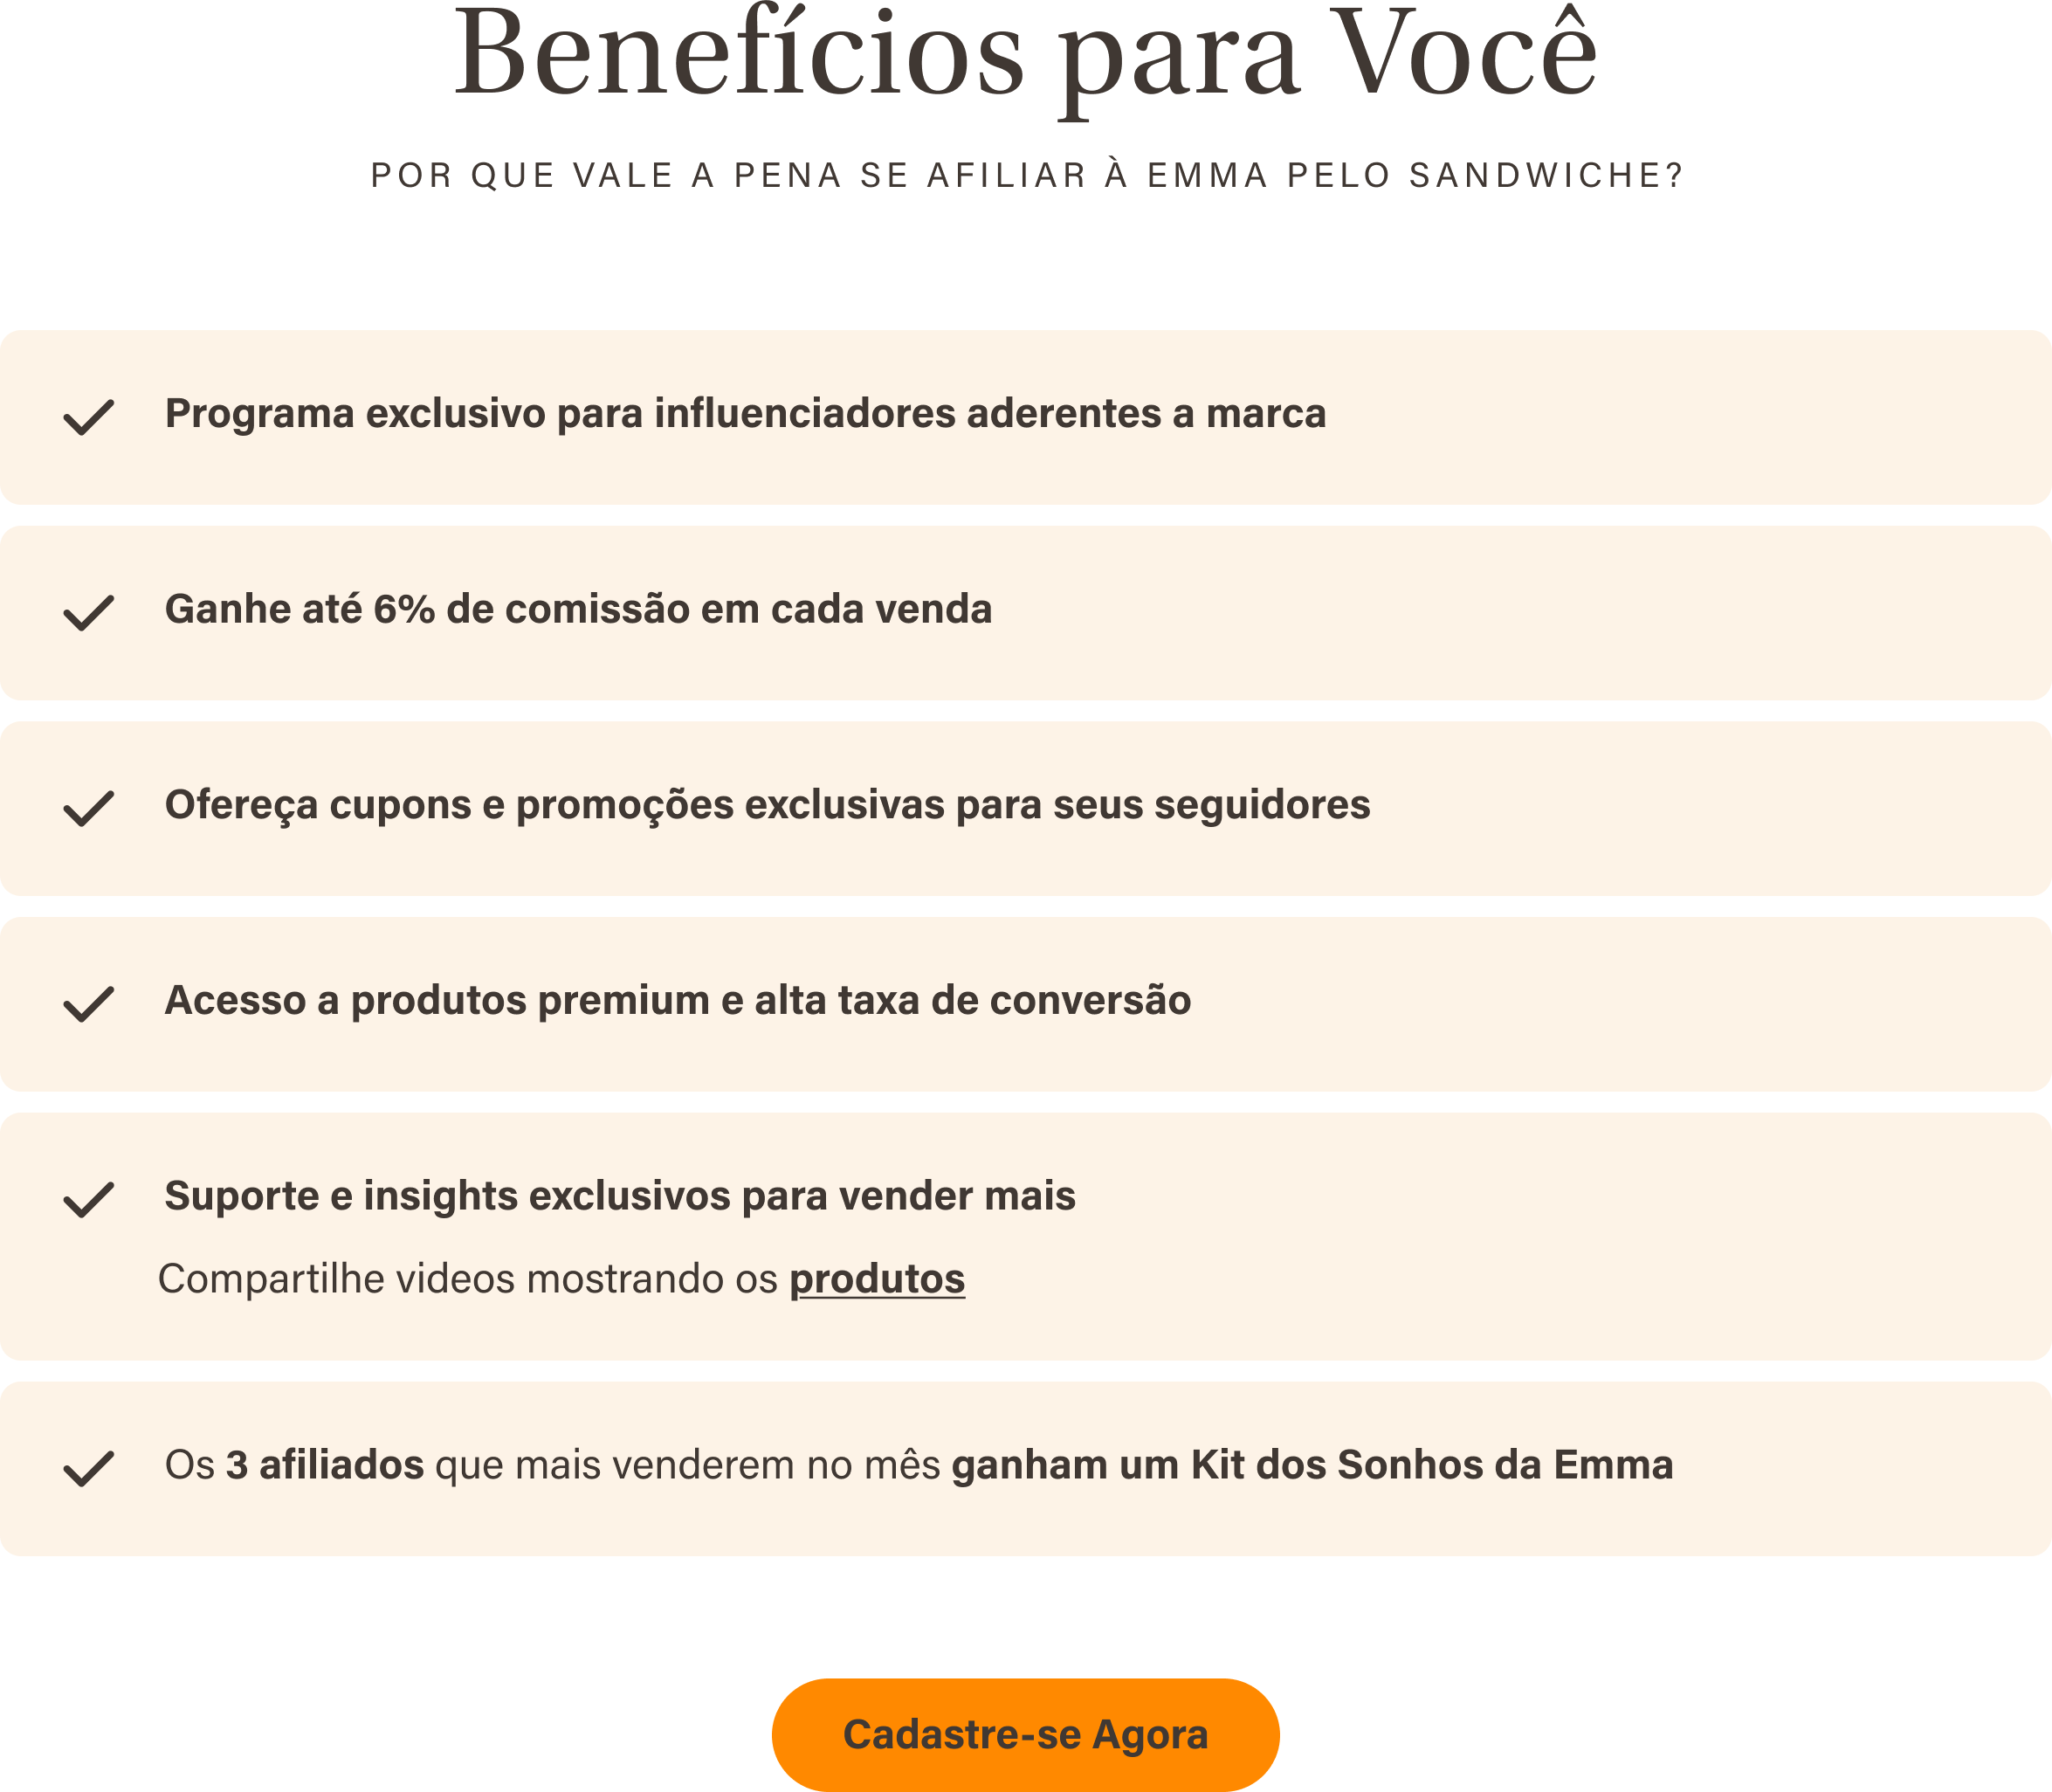 Benefícios para Você
POR QUE VALE A PENA SE AFILIAR À EMMA PELO SANDWICHE?
Programa exclusivo para influenciadores aderentes a marca
Ganhe até 6% de comissão em cada venda
Ofereça cupons e promoções exclusivas para seus seguidores
Acesso a produtos premium e alta taxa de conversão
Suporte e insights exclusivos para vender mais
Compartilhe videos mostrando os produtos
Os 3 afiliados que mais venderem no mês ganham um Kit dos Sonhos da Emma
Cadastre-se Agora